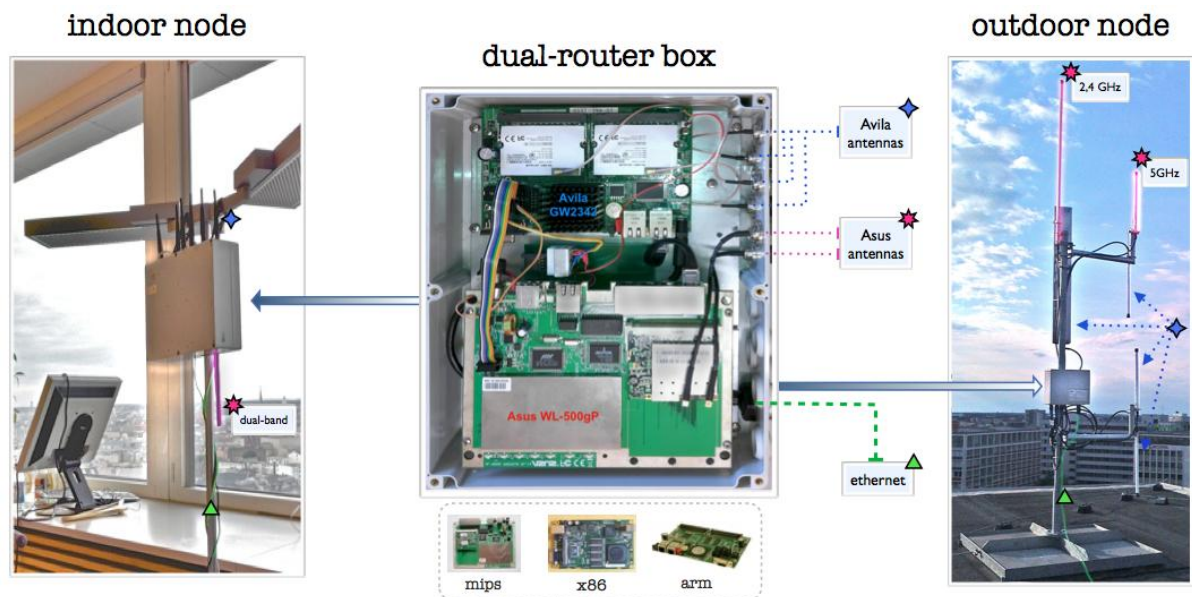 indoor node
dual-router box
outdoor node
2,4 GHz
5GHz
Avila
antennas
Avila
GW2342
Asus
antennas
dual-band
Asus WL-500gP
ethernet
mips
x86
arm